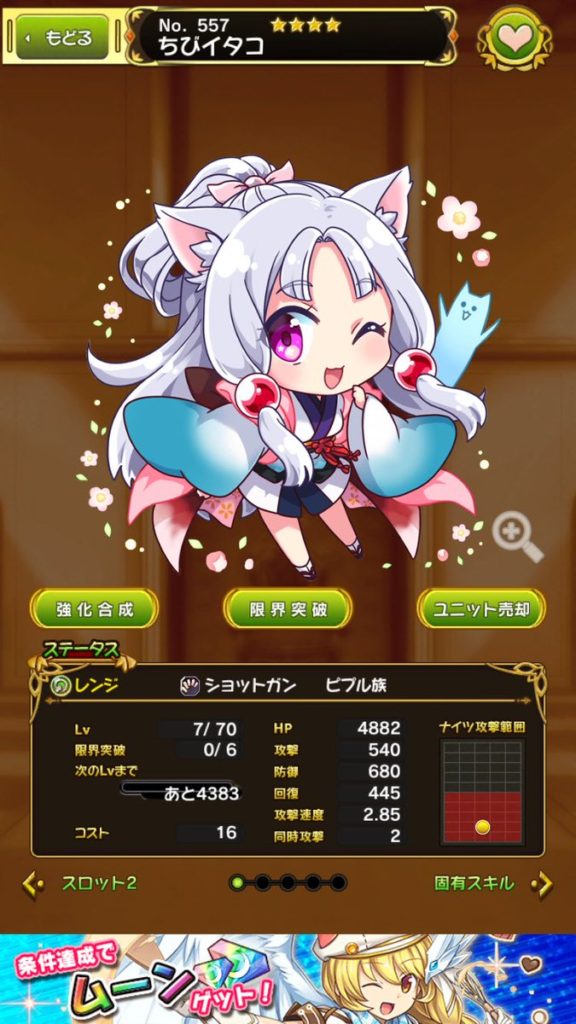 もどる
No. 557 ★★★★
ちびイタコ
強化合成
限界突破
ユニット売却
ステータス
レンジ ショットガン ピプル族
Lv 7/ 70
限界突破 0/ 6
次のLvまで
あと4383
コスト 16
HP 4882
攻撃 540
防御 680
回復 445
攻撃速度 2.85
同時攻撃 2
ナイツ攻撃範囲
スロット2
固有スキル
条件達成で
ムーン
ゲット!